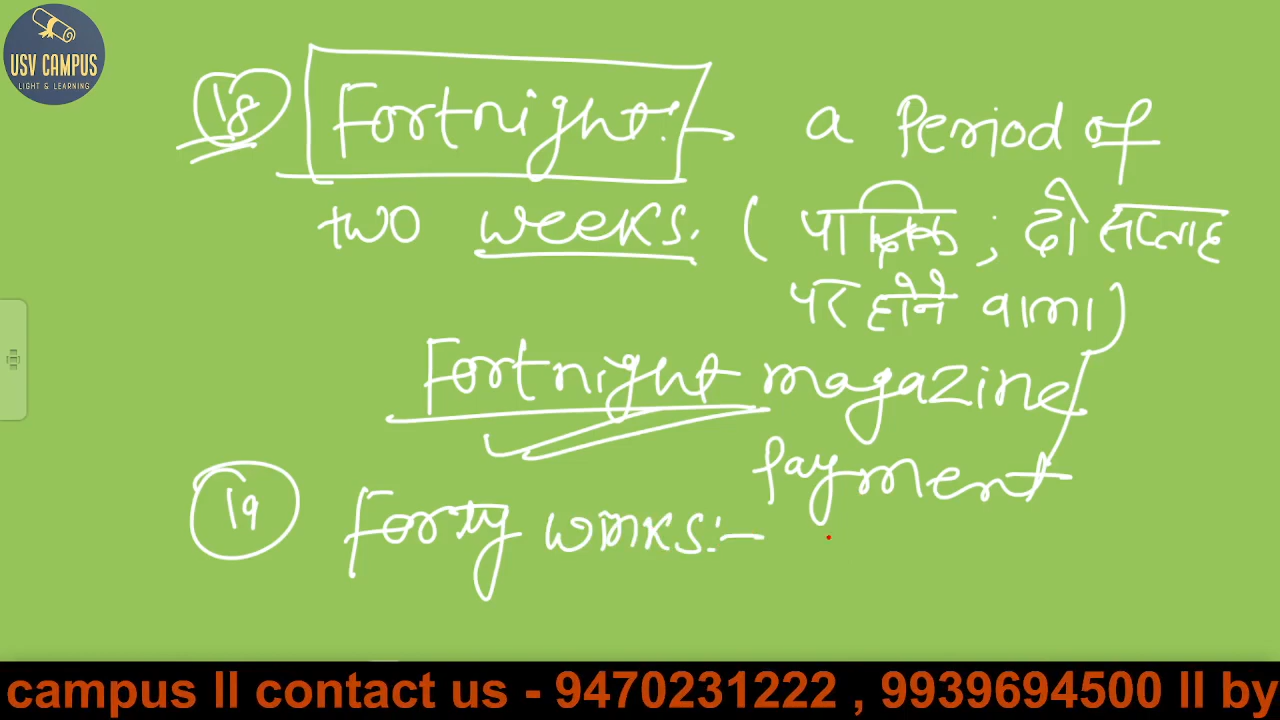 USV CAMPUS
LIGHT & LEARNING
18 Fortnight:- a Period of
two weeks. (पाक्षिक ; दो सप्ताह
पर होने वाला)
Fortnight magazine
payment
19 Forty winks:-
campus ll contact us - 9470231222 , 9939694500 ll by